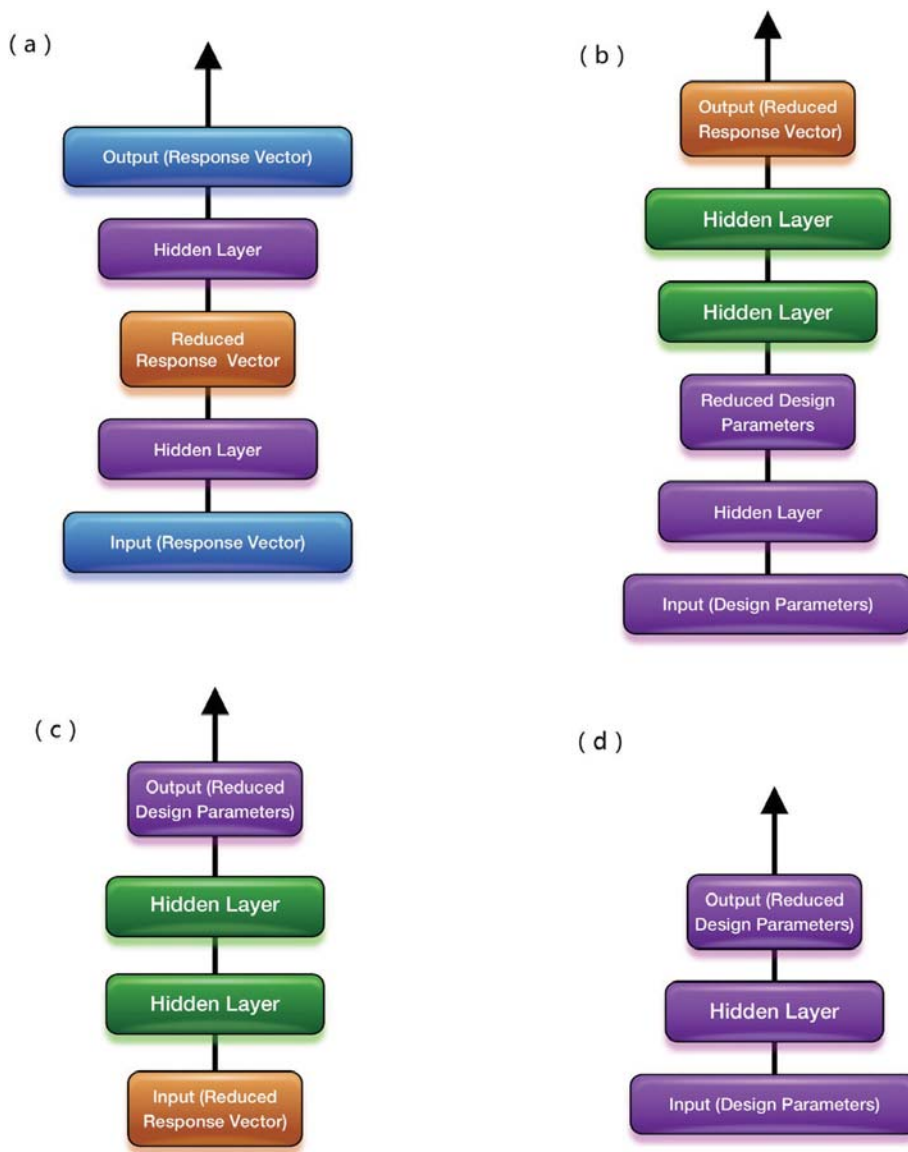 ( a )
Output (Response Vector)
Hidden Layer
Reduced
Response Vector
Hidden Layer
Input (Response Vector)
( b )
Output (Reduced
Response Vector)
Hidden Layer
Hidden Layer
Reduced Design
Parameters
Hidden Layer
Input (Design Parameters)
( c )
Output (Reduced
Design Parameters)
Hidden Layer
Hidden Layer
Input (Reduced
Response Vector)
( d )
Output (Reduced
Design Parameters)
Hidden Layer
Input (Design Parameters)